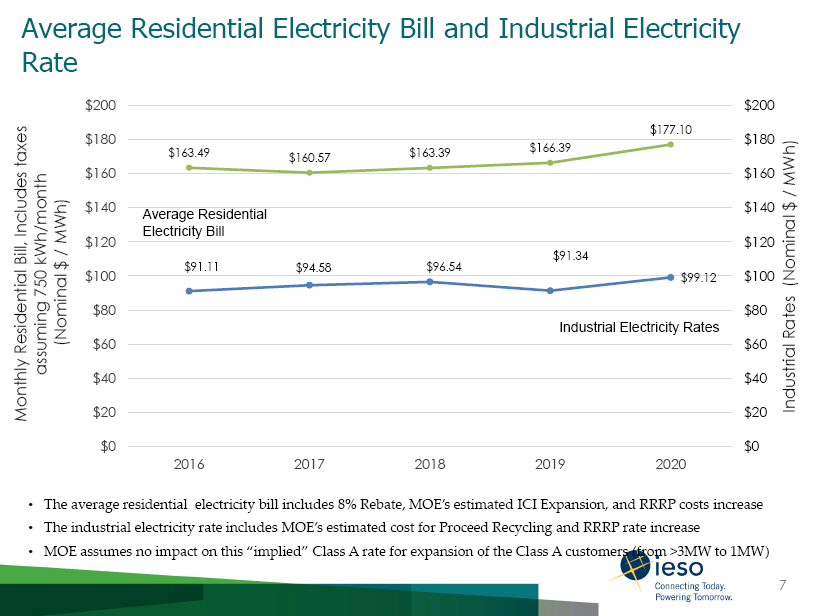 Average Residential Electricity Bill and Industrial Electricity
Rate
Monthly Residential Bill, Includes taxes
assuming 750 kWh/month
(Nominal $ / MWh)
$200
$180
$160
$140
$120
$100
$80
$60
$40
$20
$0
$163.49
$160.57
$163.39
$166.39
$177.10
Average Residential
Electricity Bill
$91.11
$94.58
$96.54
$91.34
$99.12
Industrial Electricity Rates
2016
2017
2018
2019
2020
$200
$180
$160
$140
$120
$100
$80
$60
$40
$20
$0
Industrial Rates (Nominal $ / MWh)
• The average residential electricity bill includes 8% Rebate, MOE’s estimated ICI Expansion, and RRRP costs increase
• The industrial electricity rate includes MOE’s estimated cost for Proceed Recycling and RRRP rate increase
• MOE assumes no impact on this “implied” Class A rate for expansion of the Class A customers (from >3MW to 1MW)
ieso
Connecting Today.
Powering Tomorrow.
7